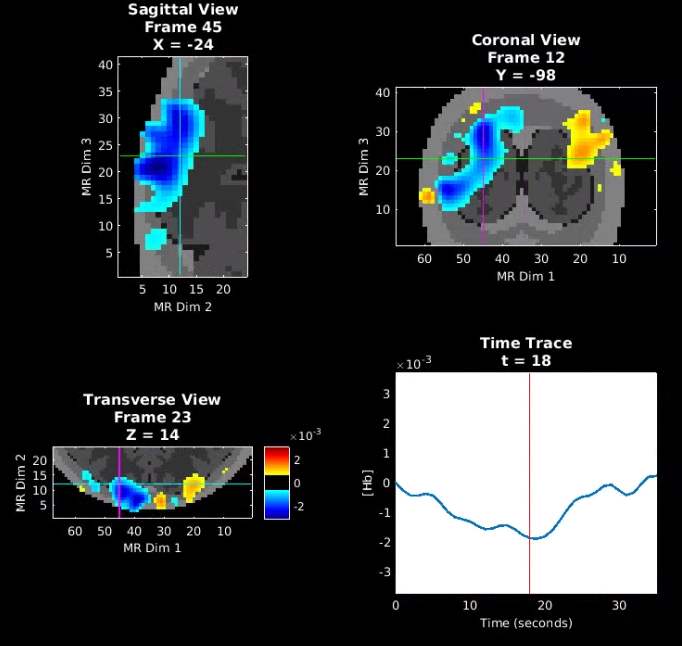 Sagittal View
Frame 45
X = -24
40
35
30
25
20
15
10
5
MR Dim 3
5 10 15 20
MR Dim 2
Coronal View
Frame 12
Y = -98
40
30
20
10
MR Dim 3
60 50 40 30 20 10
MR Dim 1
Transverse View
Frame 23
Z = 14
20
15
10
5
MR Dim 2
60 50 40 30 20 10
MR Dim 1
×10⁻³
2
0
-2
Time Trace
t = 18
×10⁻³
3
2
1
0
-1
-2
-3
[Hb]
0 10 20 30
Time (seconds)